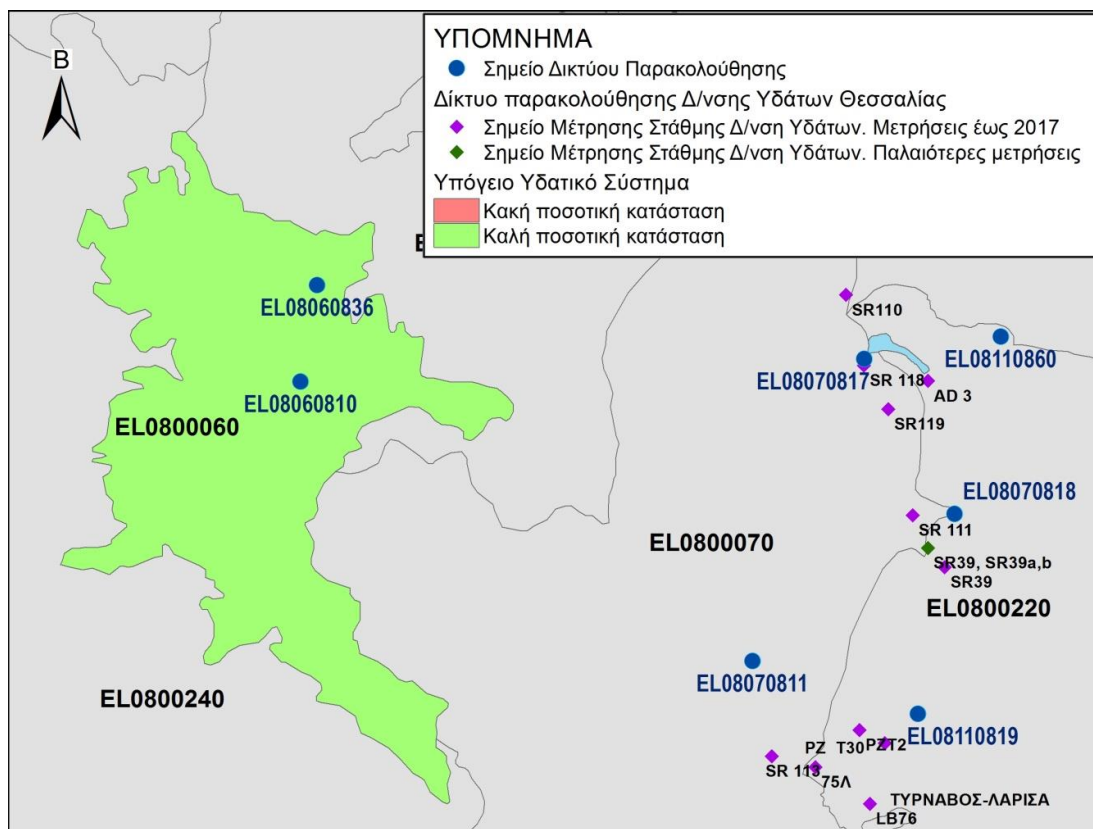 Β
ΥΠΟΜΝΗΜΑ
Σημείο Δικτύου Παρακολούθησης
Δίκτυο παρακολούθησης Δ/νσης Υδάτων Θεσσαλίας
Σημείο Μέτρησης Στάθμης Δ/νση Υδάτων. Μετρήσεις έως 2017
Σημείο Μέτρησης Στάθμης Δ/νση Υδάτων. Παλαιότερες μετρήσεις
Υπόγειο Υδατικό Σύστημα
Κακή ποσοτική κατάσταση
Καλή ποσοτική κατάσταση
EL08060836
SR110
EL08110860
EL08070817
SR 118
AD 3
EL08060810
SR119
EL0800060
EL08070818
SR 111
EL0800070
SR39, SR39a,b
SR39
EL0800220
EL08070811
EL0800240
EL08110819
PZ T30
PZT2
SR 113
75Λ
ΤΥΡΝΑΒΟΣ-ΛΑΡΙΣΑ
LB76